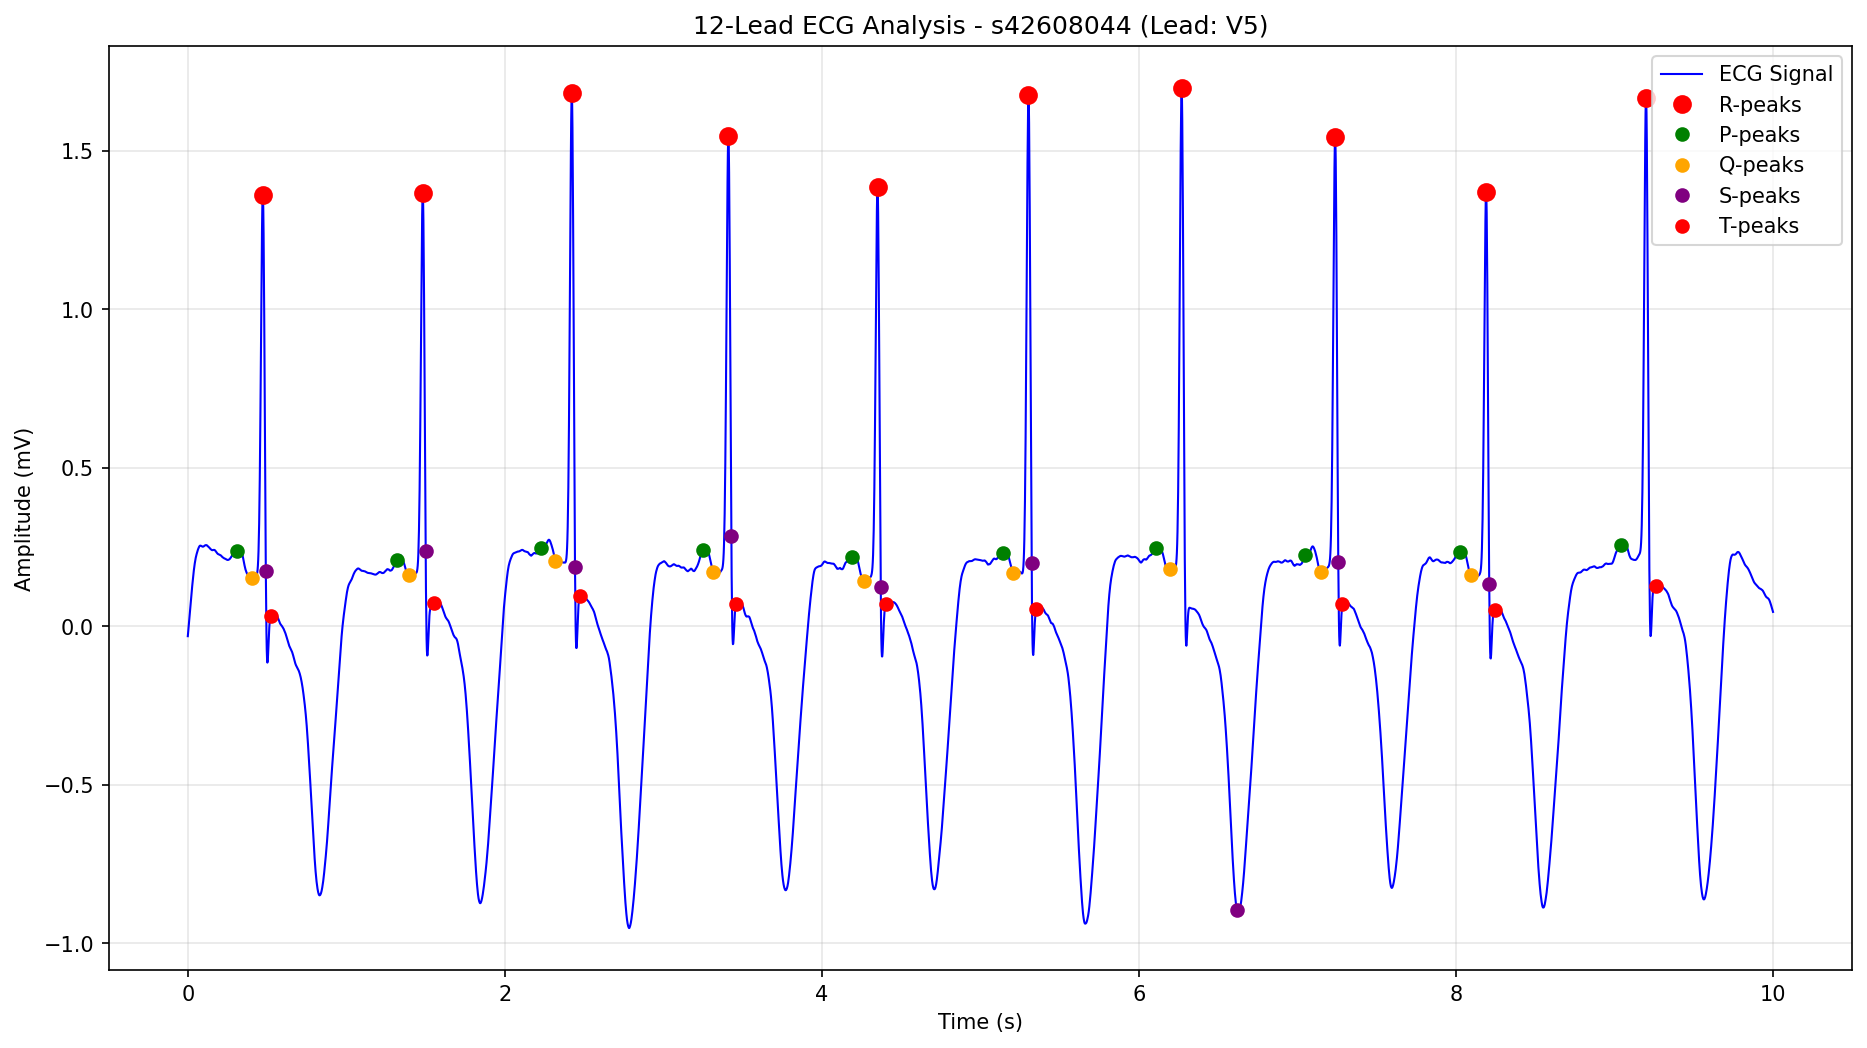 12-Lead ECG Analysis - s42608044 (Lead: V5)
ECG Signal
R-peaks
P-peaks
Q-peaks
S-peaks
T-peaks
Amplitude (mV)
1.5
1.0
0.5
0.0
−0.5
−1.0
0 2 4 6 8 10
Time (s)